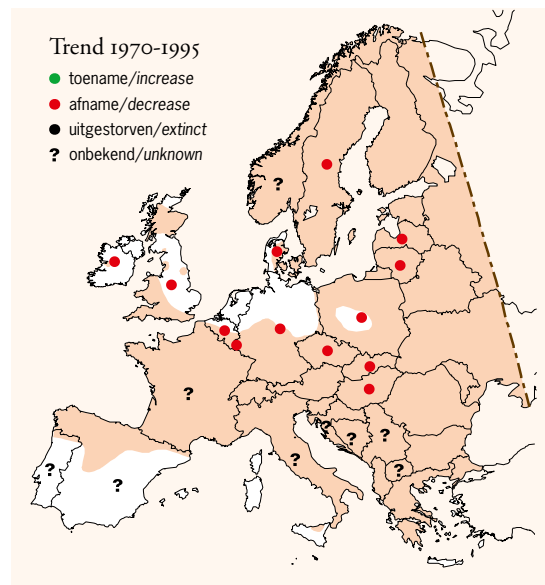 Trend 1970-1995
toename/increase
afname/decrease
uitgestorven/extinct
? onbekend/unknown
?
?
?
?
?
?
?
?
?